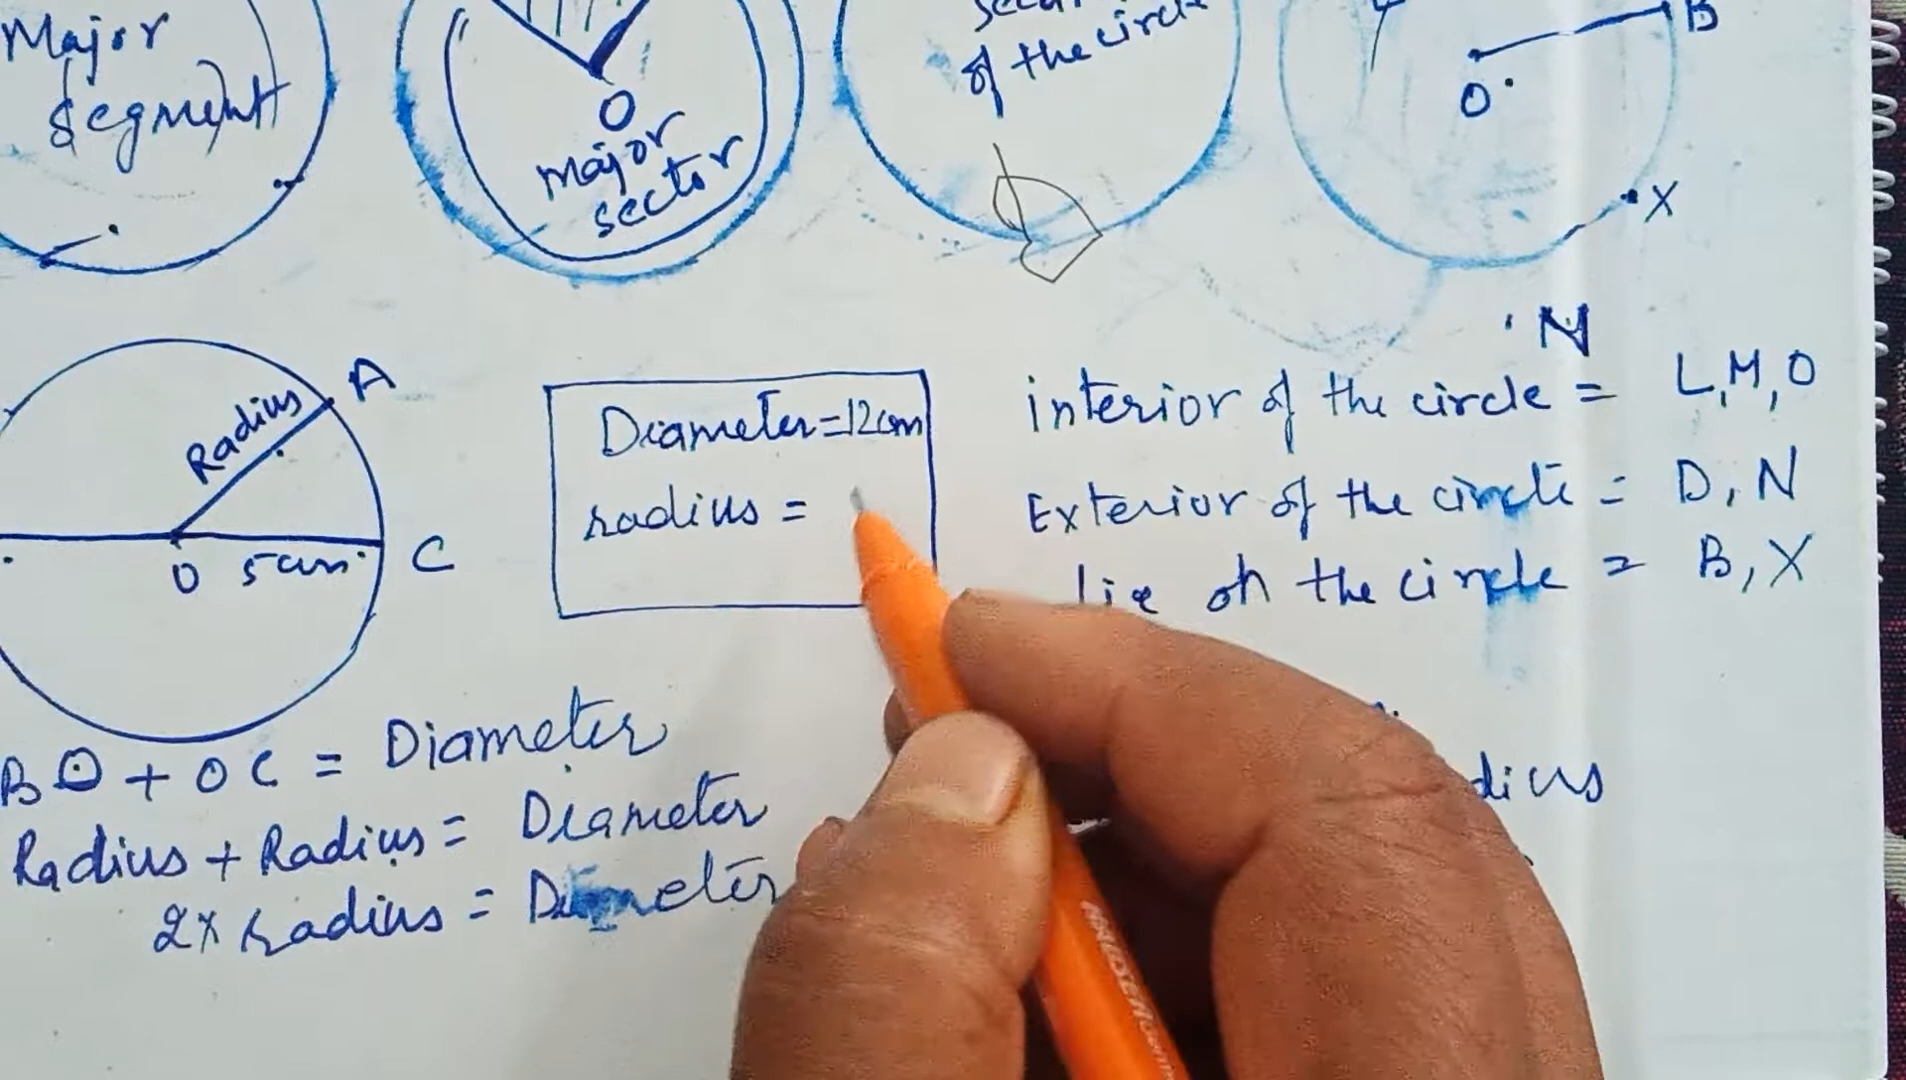 Major
segment
O
Major
sector
of the circle
B
O
X
N
Radius
A
O
5cm
C
Diameter=12cm
radius =
interior of the circle = L,M,O
Exterior of the circle = D,N
lie on the circle = B,X
BO + OC = Diameter
Radius + Radius = Diameter
2x radius = Diameter